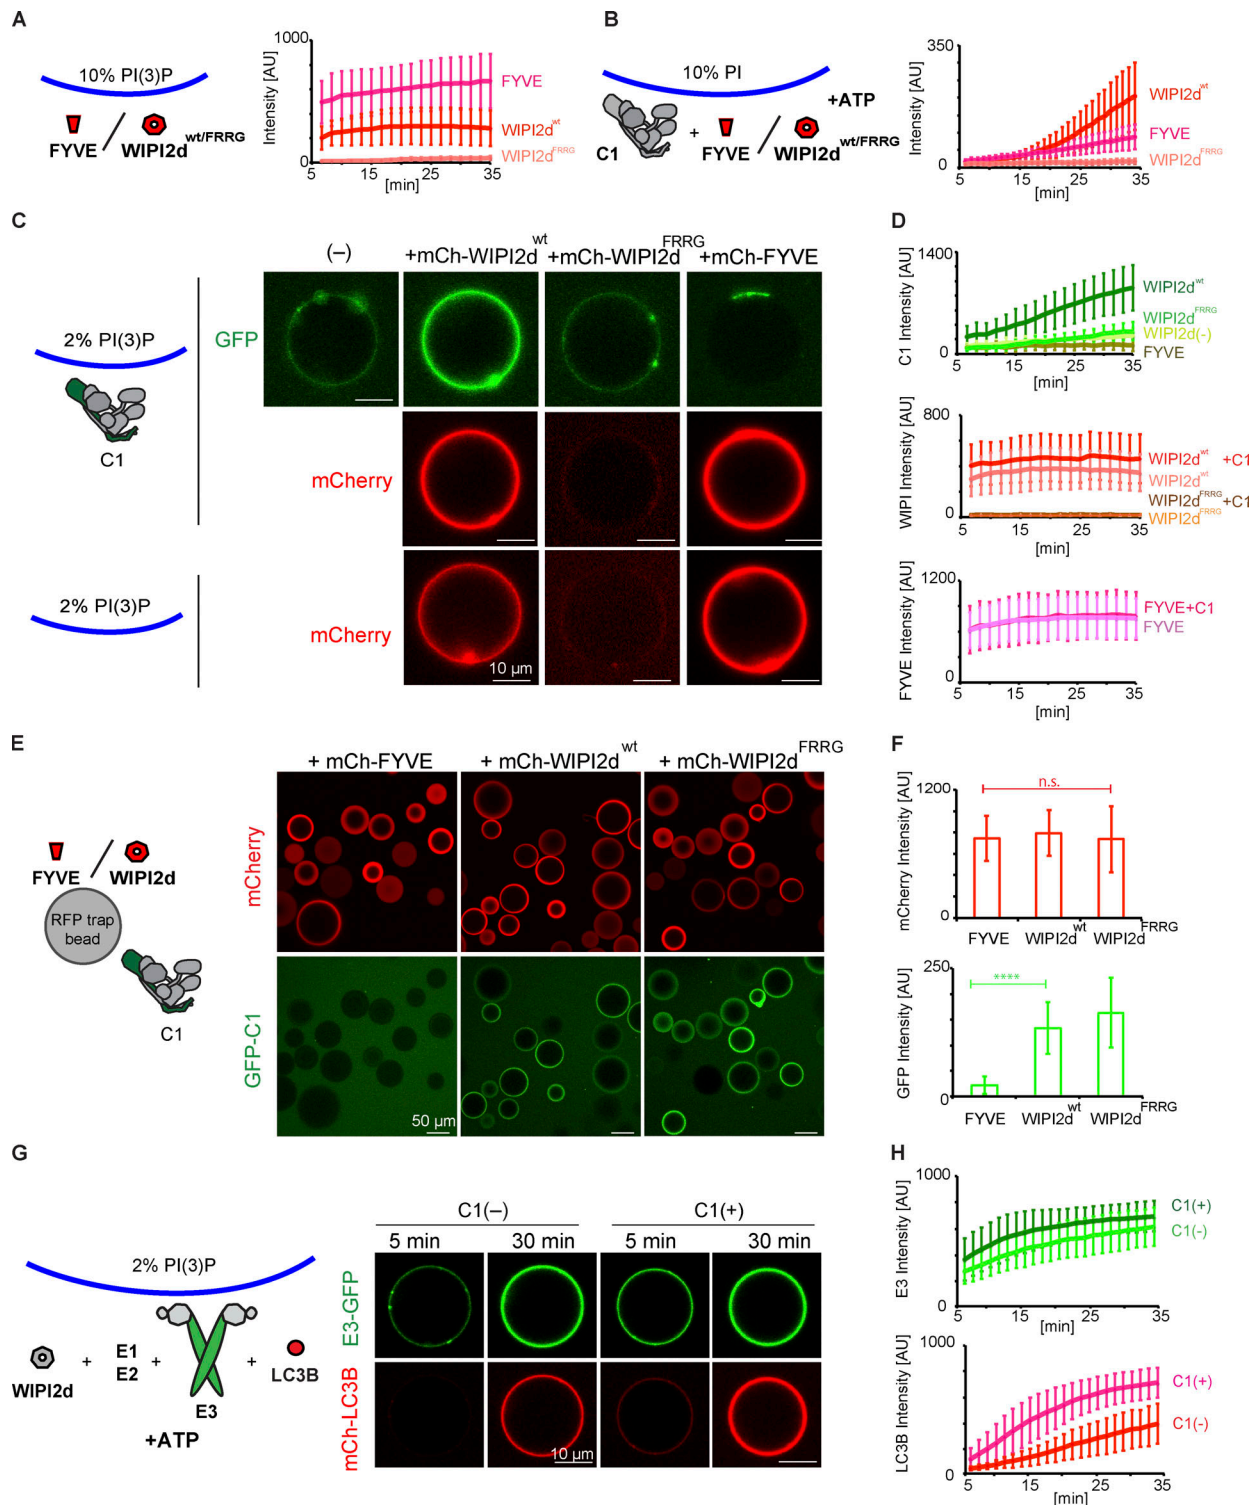 A
10% PI(3)P
FYVE / WIPI2d wt/FRRG
Intensity [AU]
1000
0
FYVE
WIPI2d wt
WIPI2d FRRG
5 15 25 35
[min]
B
10% PI
+ATP
C1 + FYVE / WIPI2d wt/FRRG
Intensity [AU]
350
0
WIPI2d wt
FYVE
WIPI2d FRRG
5 15 25 35
[min]
C
(–) +mCh-WIPI2d wt +mCh-WIPI2d FRRG +mCh-FYVE
2% PI(3)P
C1
GFP
mCherry
2% PI(3)P
mCherry
10 µm
D
C1 Intensity [AU]
1400
0
WIPI2d wt
WIPI2d FRRG
WIPI2d(-)
FYVE
5 15 25 35
[min]
WIPI Intensity [AU]
800
0
WIPI2d wt +C1
WIPI2d wt
WIPI2d FRRG +C1
WIPI2d FRRG
5 15 25 35
[min]
FYVE Intensity [AU]
1200
0
FYVE+C1
FYVE
5 15 25 35
[min]
E
+ mCh-FYVE + mCh-WIPI2d wt + mCh-WIPI2d FRRG
FYVE / WIPI2d
RFP trap
bead
C1
mCherry
GFP-C1
50 µm
F
mCherry Intensity [AU]
1200
0
n.s.
FYVE WIPI2d wt WIPI2d FRRG
GFP Intensity [AU]
250
0
****
FYVE WIPI2d wt WIPI2d FRRG
G
2% PI(3)P
WIPI2d + E1 E2 + E3 + LC3B
+ATP
C1(–) C1(+)
5 min 30 min 5 min 30 min
E3-GFP
mCh-LC3B
10 µm
H
E3 Intensity [AU]
1000
0
C1(+)
C1(-)
5 15 25 35
[min]
LC3B Intensity [AU]
1000
0
C1(+)
C1(-)
5 15 25 35
[min]